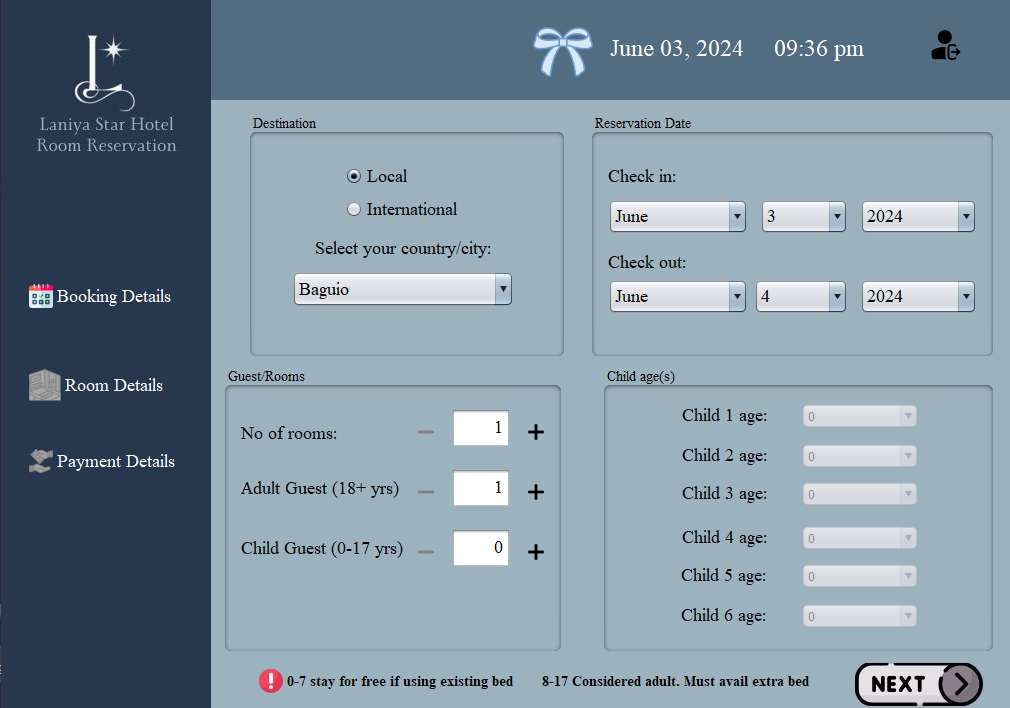 Laniya Star Hotel
Room Reservation
Booking Details
Room Details
Payment Details
June 03, 2024 09:36 pm
Destination
Local
International
Select your country/city:
Baguio
Reservation Date
Check in:
June 3 2024
Check out:
June 4 2024
Guest/Rooms
No of rooms: 1
Adult Guest (18+ yrs) 1
Child Guest (0-17 yrs) 0
Child age(s)
Child 1 age: 0
Child 2 age: 0
Child 3 age: 0
Child 4 age: 0
Child 5 age: 0
Child 6 age: 0
0-7 stay for free if using existing bed
8-17 Considered adult. Must avail extra bed
NEXT